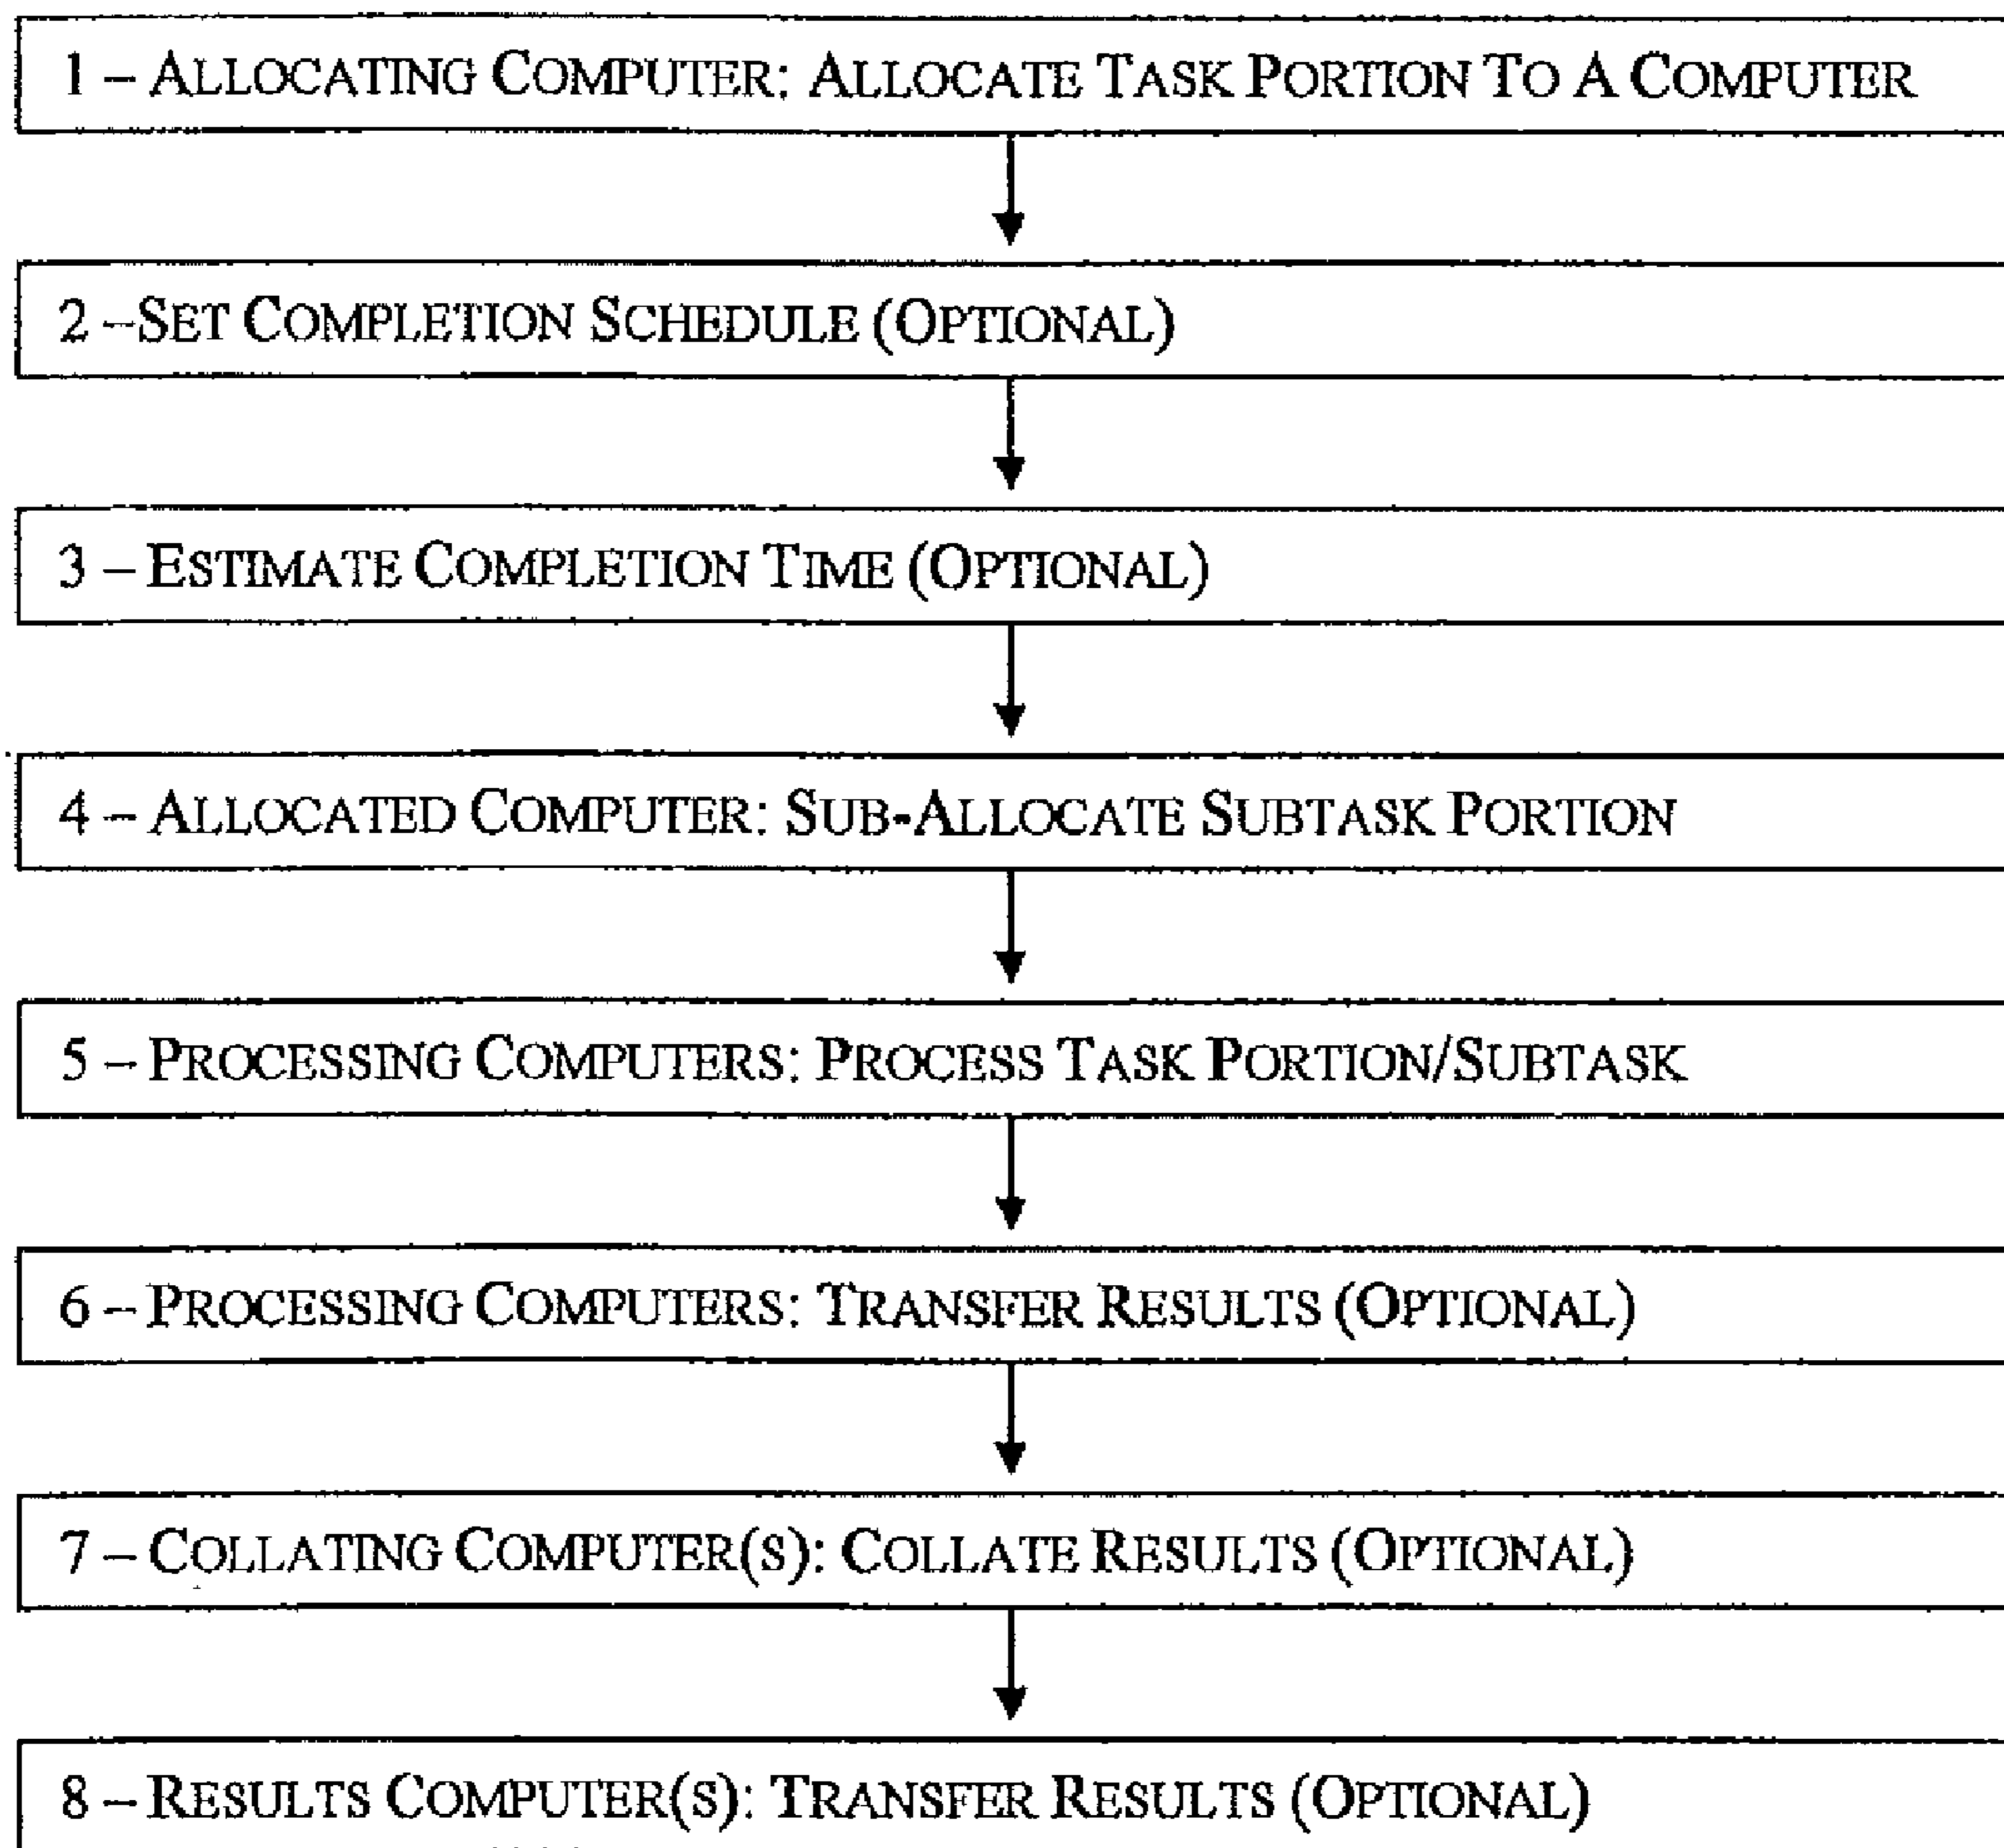 1 – ALLOCATING COMPUTER: ALLOCATE TASK PORTION TO A COMPUTER
2 –SET COMPLETION SCHEDULE (OPTIONAL)
3 – ESTIMATE COMPLETION TIME (OPTIONAL)
4 – ALLOCATED COMPUTER: SUB-ALLOCATE SUBTASK PORTION
5 – PROCESSING COMPUTERS: PROCESS TASK PORTION/SUBTASK
6 – PROCESSING COMPUTERS: TRANSFER RESULTS (OPTIONAL)
7 – COLLATING COMPUTER(S): COLLATE RESULTS (OPTIONAL)
8 – RESULTS COMPUTER(S): TRANSFER RESULTS (OPTIONAL)